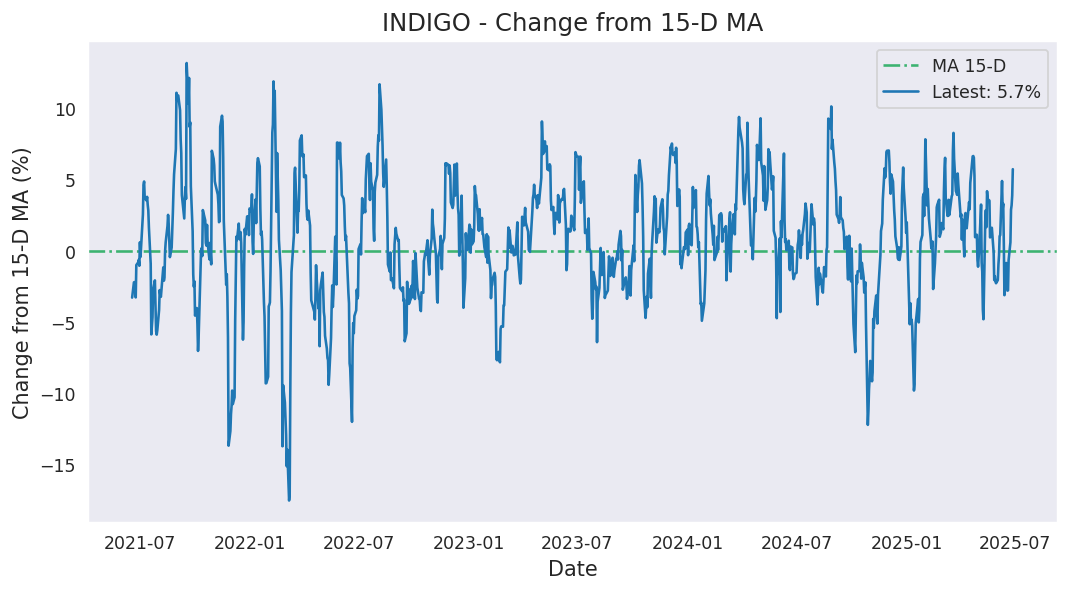 INDIGO - Change from 15-D MA
MA 15-D
Latest: 5.7%
Change from 15-D MA (%)
10
5
0
−5
−10
−15
2021-07 2022-01 2022-07 2023-01 2023-07 2024-01 2024-07 2025-01 2025-07
Date